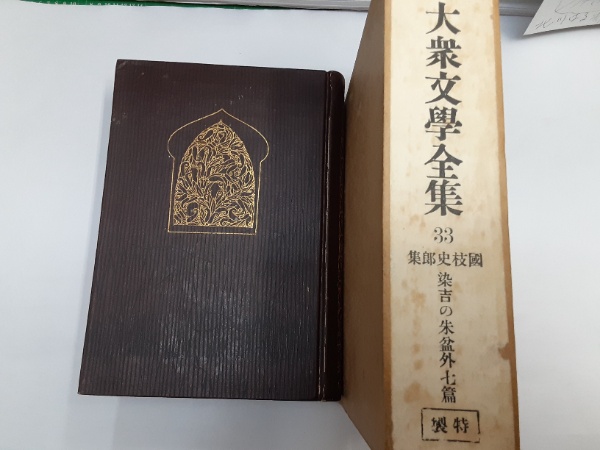 大衆文學全集
33
國枝史郎集
染吉の朱盆外七篇
特製